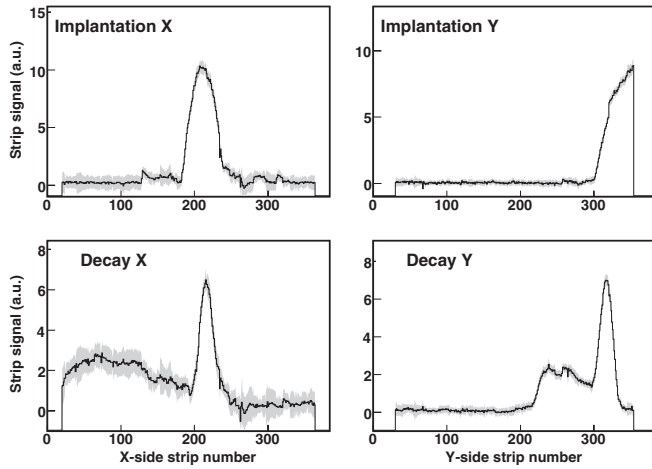 Implantation X
Strip signal (a.u.)
15
10
5
0
0 100 200 300
Implantation Y
10
5
0
0 100 200 300
Decay X
Strip signal (a.u.)
8
6
4
2
0
0 100 200 300
X-side strip number
Decay Y
8
6
4
2
0
0 100 200 300
Y-side strip number